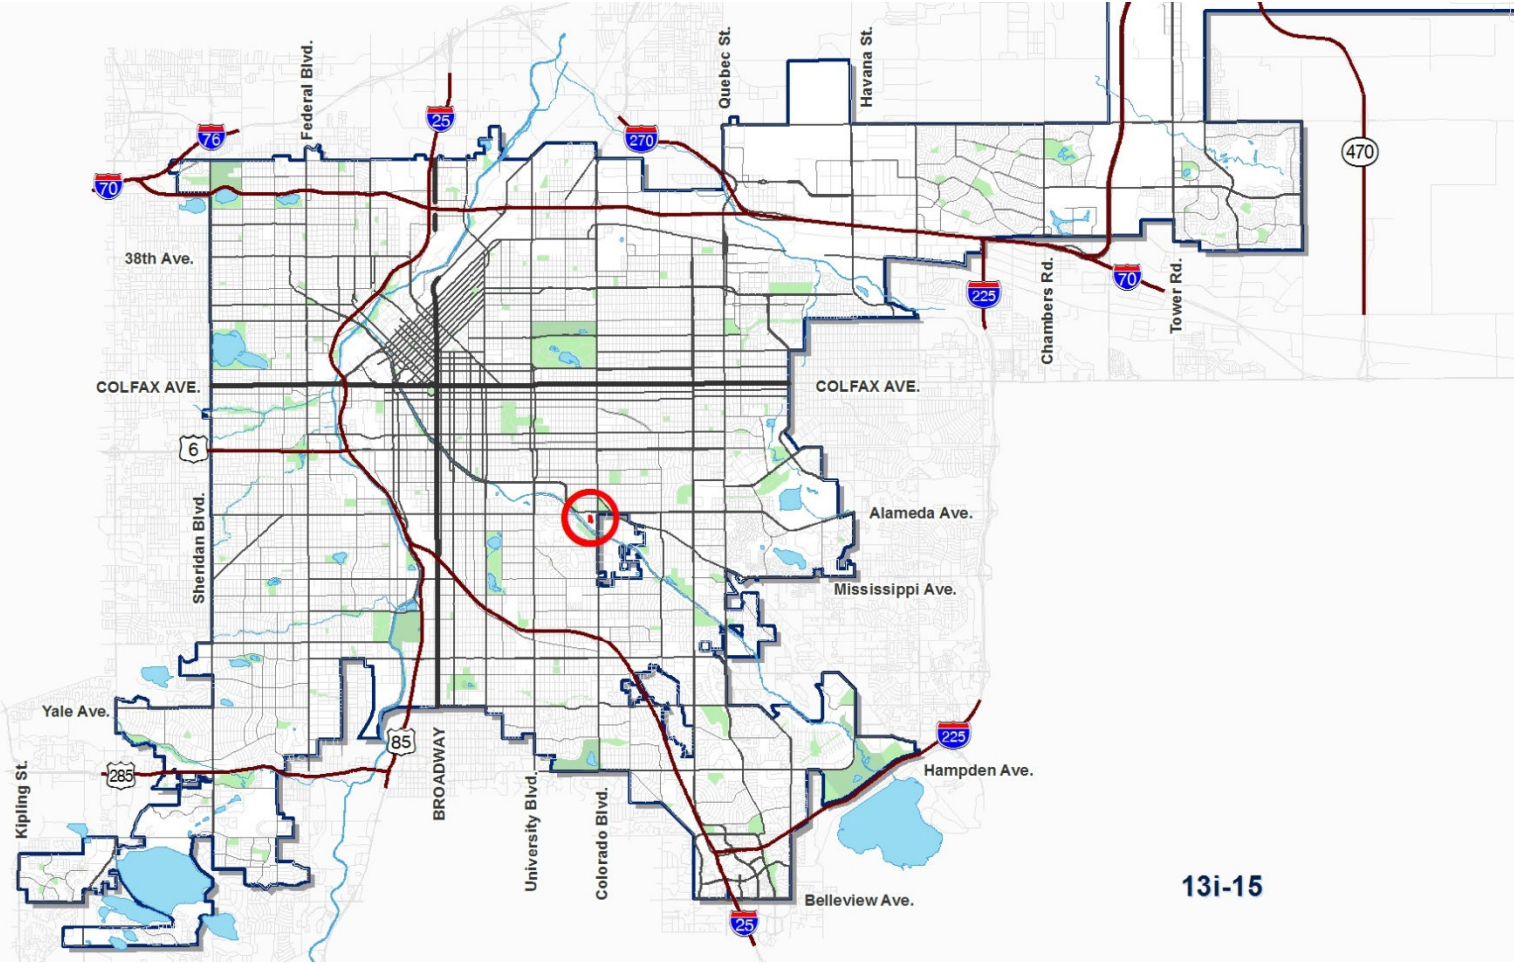 Federal Blvd.
Quebec St.
Havana St.
25
76
270
470
70
38th Ave.
225
Chambers Rd.
70
Tower Rd.
COLFAX AVE.
COLFAX AVE.
6
Sheridan Blvd.
Alameda Ave.
Mississippi Ave.
Yale Ave.
85
BROADWAY
225
285
Hampden Ave.
Kipling St.
University Blvd.
Colorado Blvd.
13i-15
Belleview Ave.
25